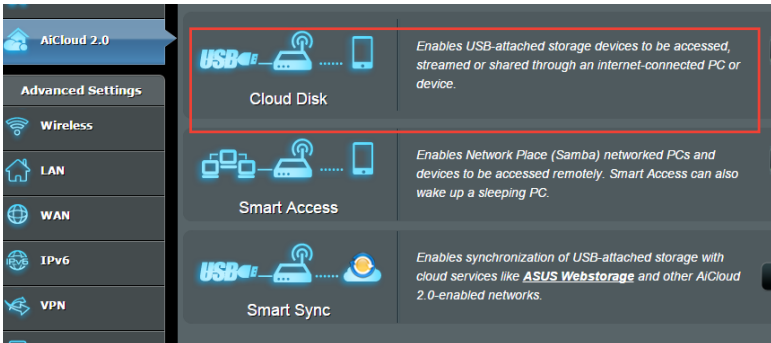 AiCloud 2.0
Advanced Settings
Wireless
LAN
WAN
IPv6
IPv6
VPN
USB
Cloud Disk
Enables USB-attached storage devices to be accessed,
streamed or shared through an internet-connected PC or
device.
Smart Access
Enables Network Place (Samba) networked PCs and
devices to be accessed remotely. Smart Access can also
wake up a sleeping PC.
USB
Smart Sync
Enables synchronization of USB-attached storage with
cloud services like ASUS Webstorage and other AiCloud
2.0-enabled networks.